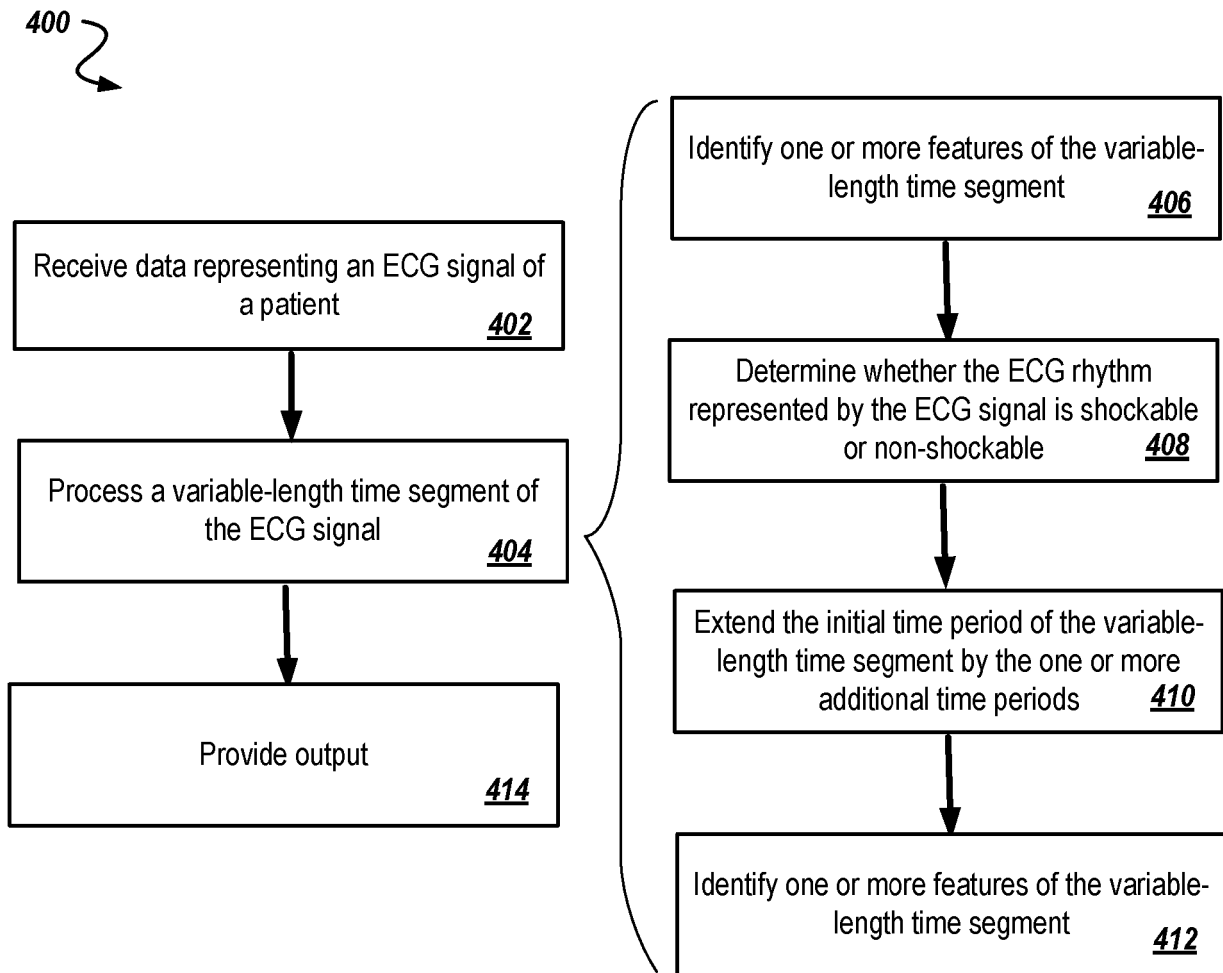 400
Receive data representing an ECG signal of
a patient
402
Process a variable-length time segment of
the ECG signal
404
Provide output
414
Identify one or more features of the variable-
length time segment
406
Determine whether the ECG rhythm
represented by the ECG signal is shockable
or non-shockable
408
Extend the initial time period of the variable-
length time segment by the one or more
additional time periods
410
Identify one or more features of the variable-
length time segment
412